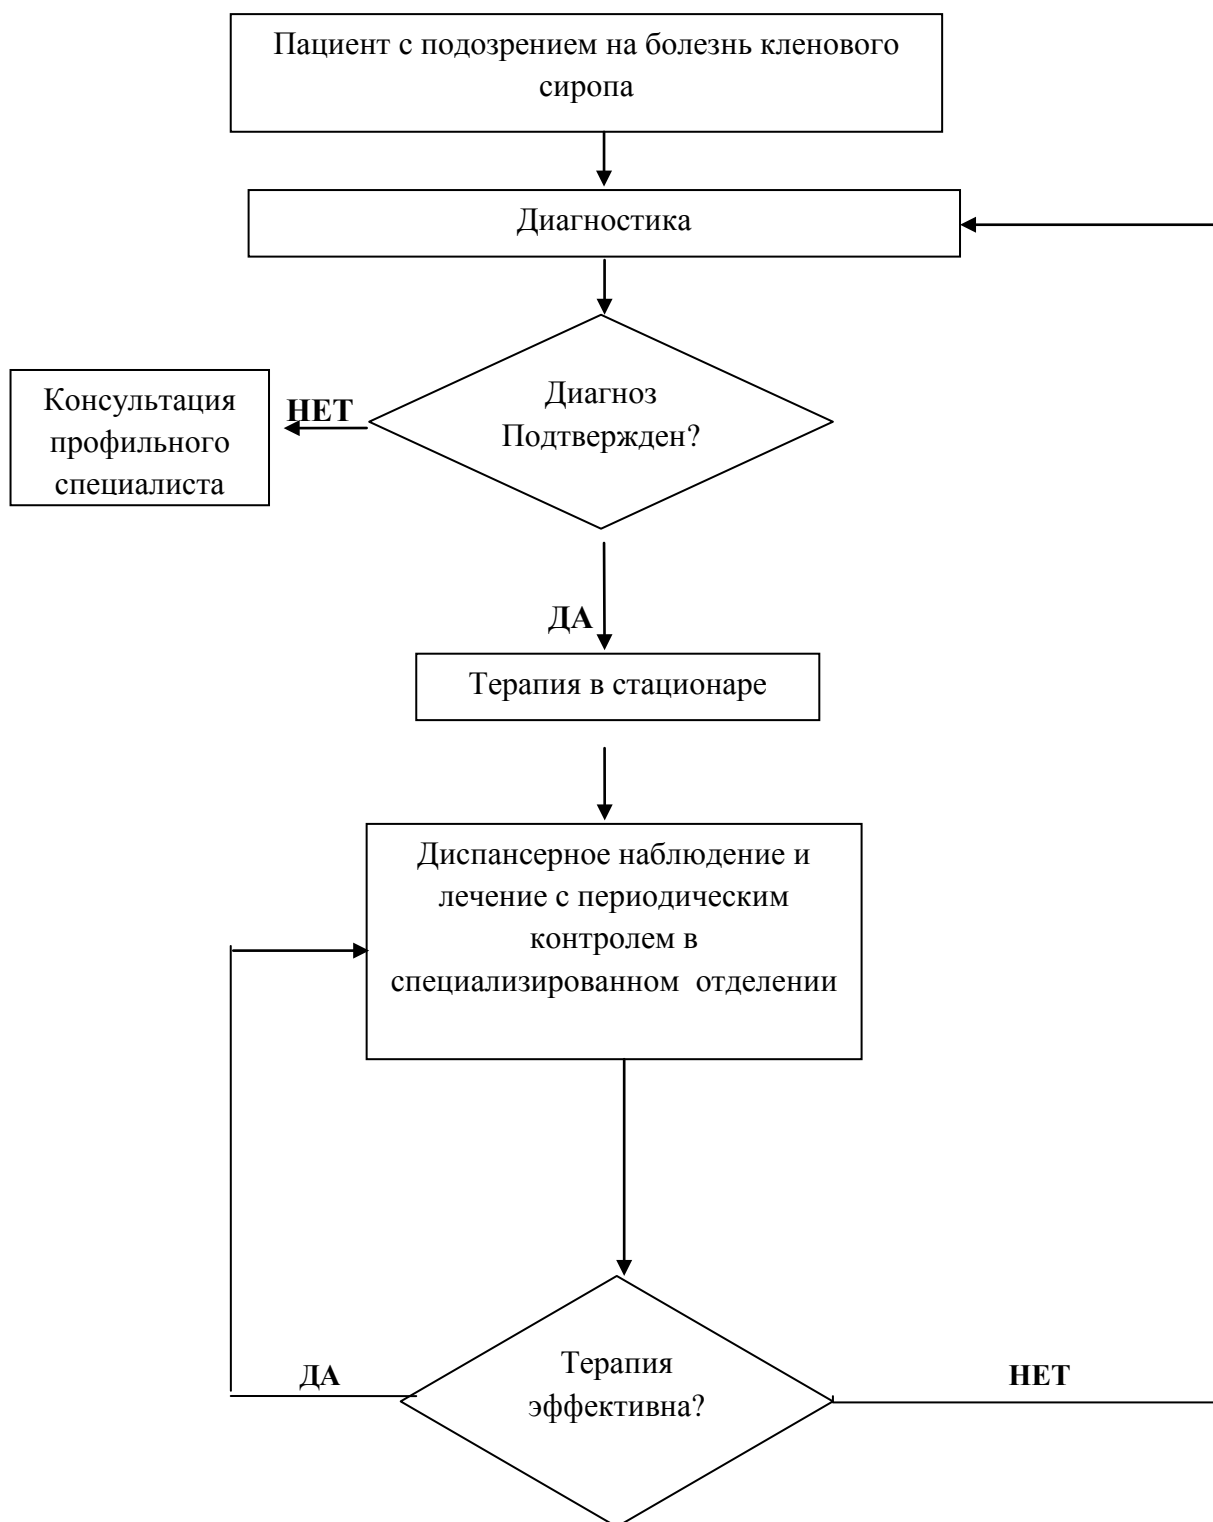 Пациент с подозрением на болезнь кленового
сиропа
Диагностика
Диагноз
Подтвержден?
НЕТ
Консультация
профильного
специалиста
ДА
Терапия в стационаре
Диспансерное наблюдение и
лечение с периодическим
контролем в
специализированном отделении
Терапия
эффективна?
ДА
НЕТ